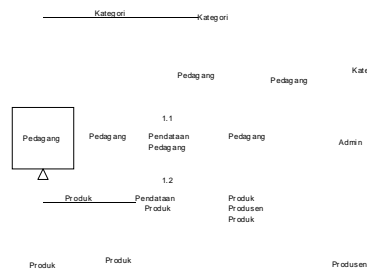 Kategori
Kategori
Kate
Pedagang
Pedagang
1.1
Pedagang
Pedagang
Pendataan
Pedagang
Pedagang
Admin
1.2
Produk
Pendataan
Produk
Produk
Produsen
Produk
Produk
Produk
Produsen